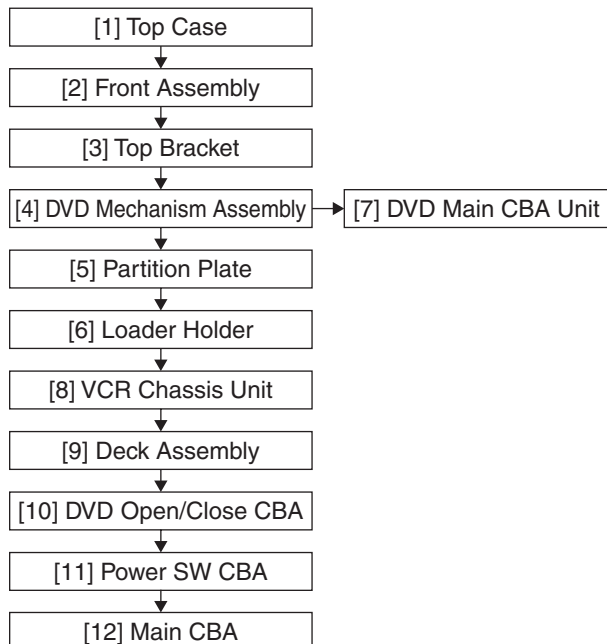 [1] Top Case
[2] Front Assembly
[3] Top Bracket
[4] DVD Mechanism Assembly
[7] DVD Main CBA Unit
[5] Partition Plate
[6] Loader Holder
[8] VCR Chassis Unit
[9] Deck Assembly
[10] DVD Open/Close CBA
[11] Power SW CBA
[12] Main CBA